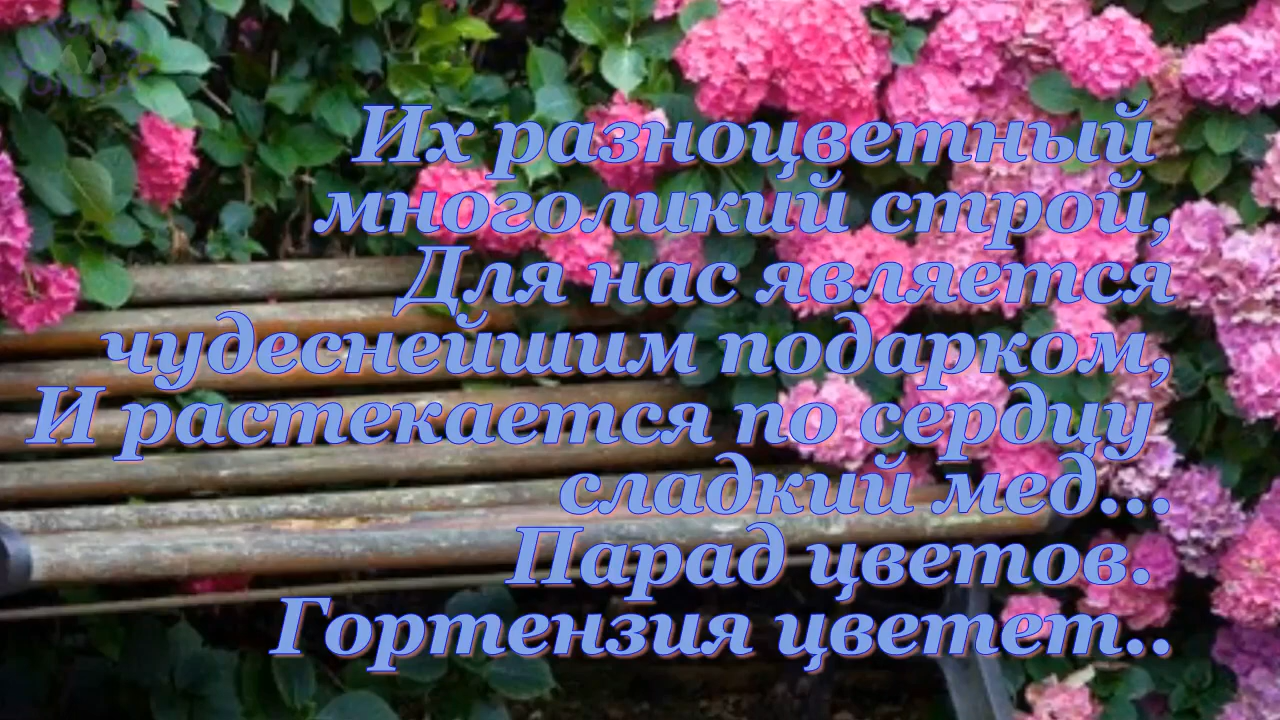 Их разноцветный
многоликий строй,
Для нас является
чудеснейшим подарком,
И растекается по сердцу
сладкий мед...
Парад цветов.
Гортензия цветет..